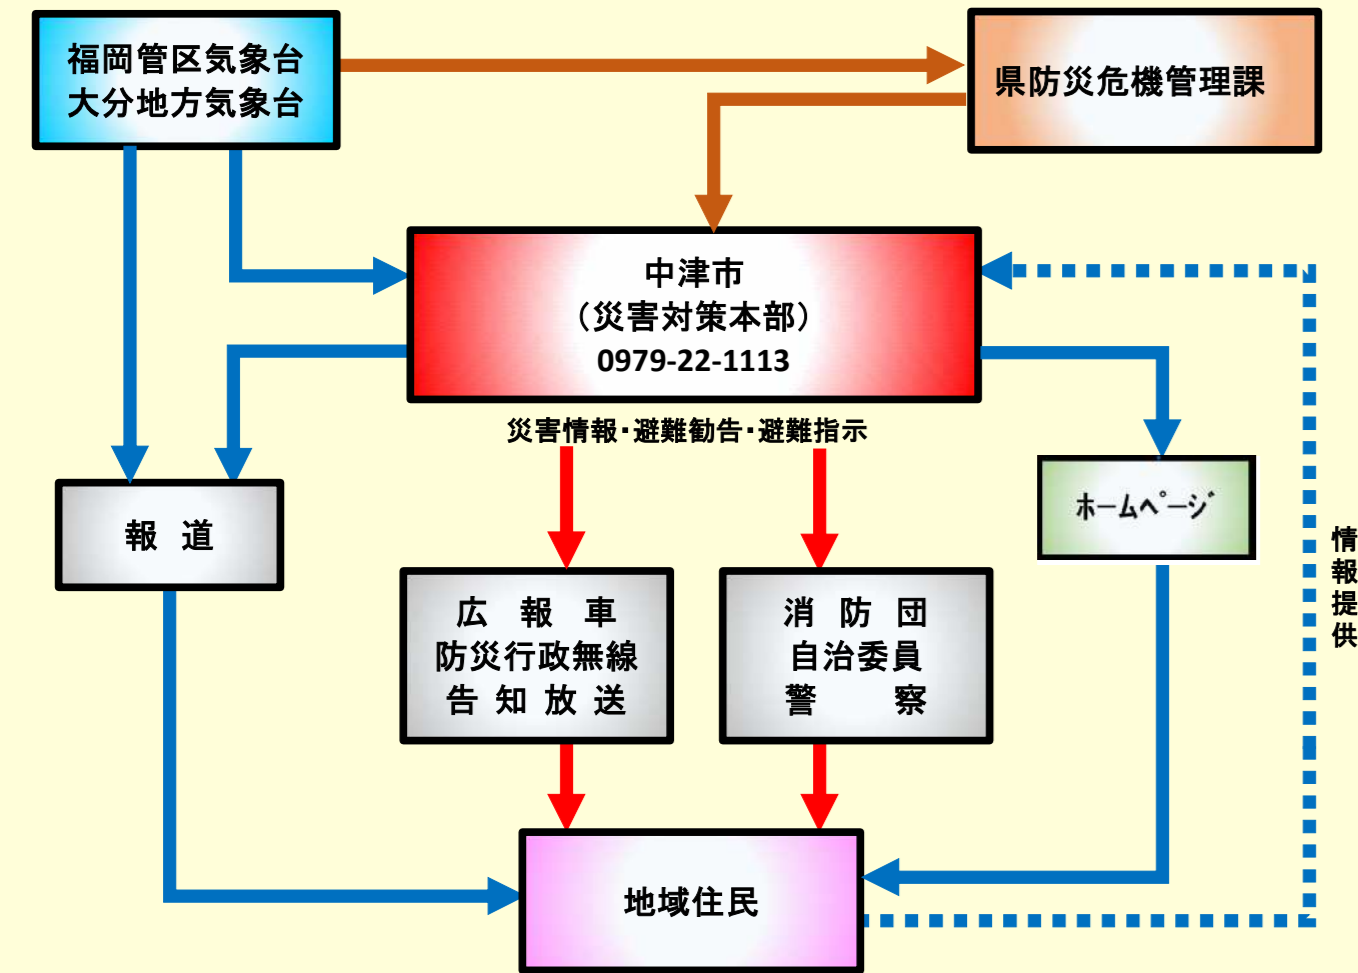 福岡管区気象台
大分地方気象台
県防災危機管理課
中津市
（災害対策本部）
0979-22-1113
災害情報・避難勧告・避難指示
報 道
ﾎｰﾑﾍﾟｰｼﾞ
広 報 車
防災行政無線
告 知 放 送
消 防 団
自治委員
警 察
情報提供
地域住民